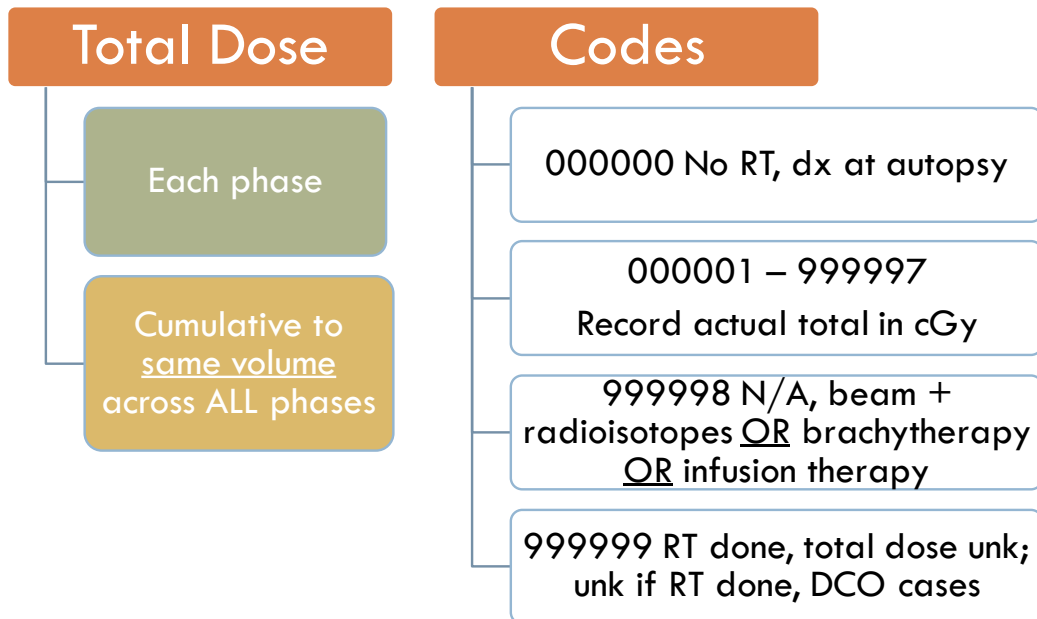 Total Dose
Each phase
Cumulative to
same volume
across ALL phases
Codes
000000 No RT, dx at autopsy
000001 – 999997
Record actual total in cGy
999998 N/A, beam +
radioisotopes OR brachytherapy
OR infusion therapy
999999 RT done, total dose unk;
unk if RT done, DCO cases